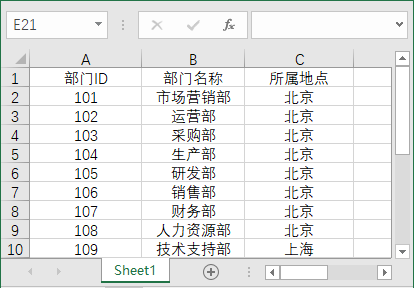 E21 fx
A B C
1 部门ID 部门名称 所属地点
2 101 市场营销部 北京
3 102 运营部 北京
4 103 采购部 北京
5 104 生产部 北京
6 105 研发部 北京
7 106 销售部 北京
8 107 财务部 北京
9 108 人力资源部 北京
10 109 技术支持部 上海
Sheet1